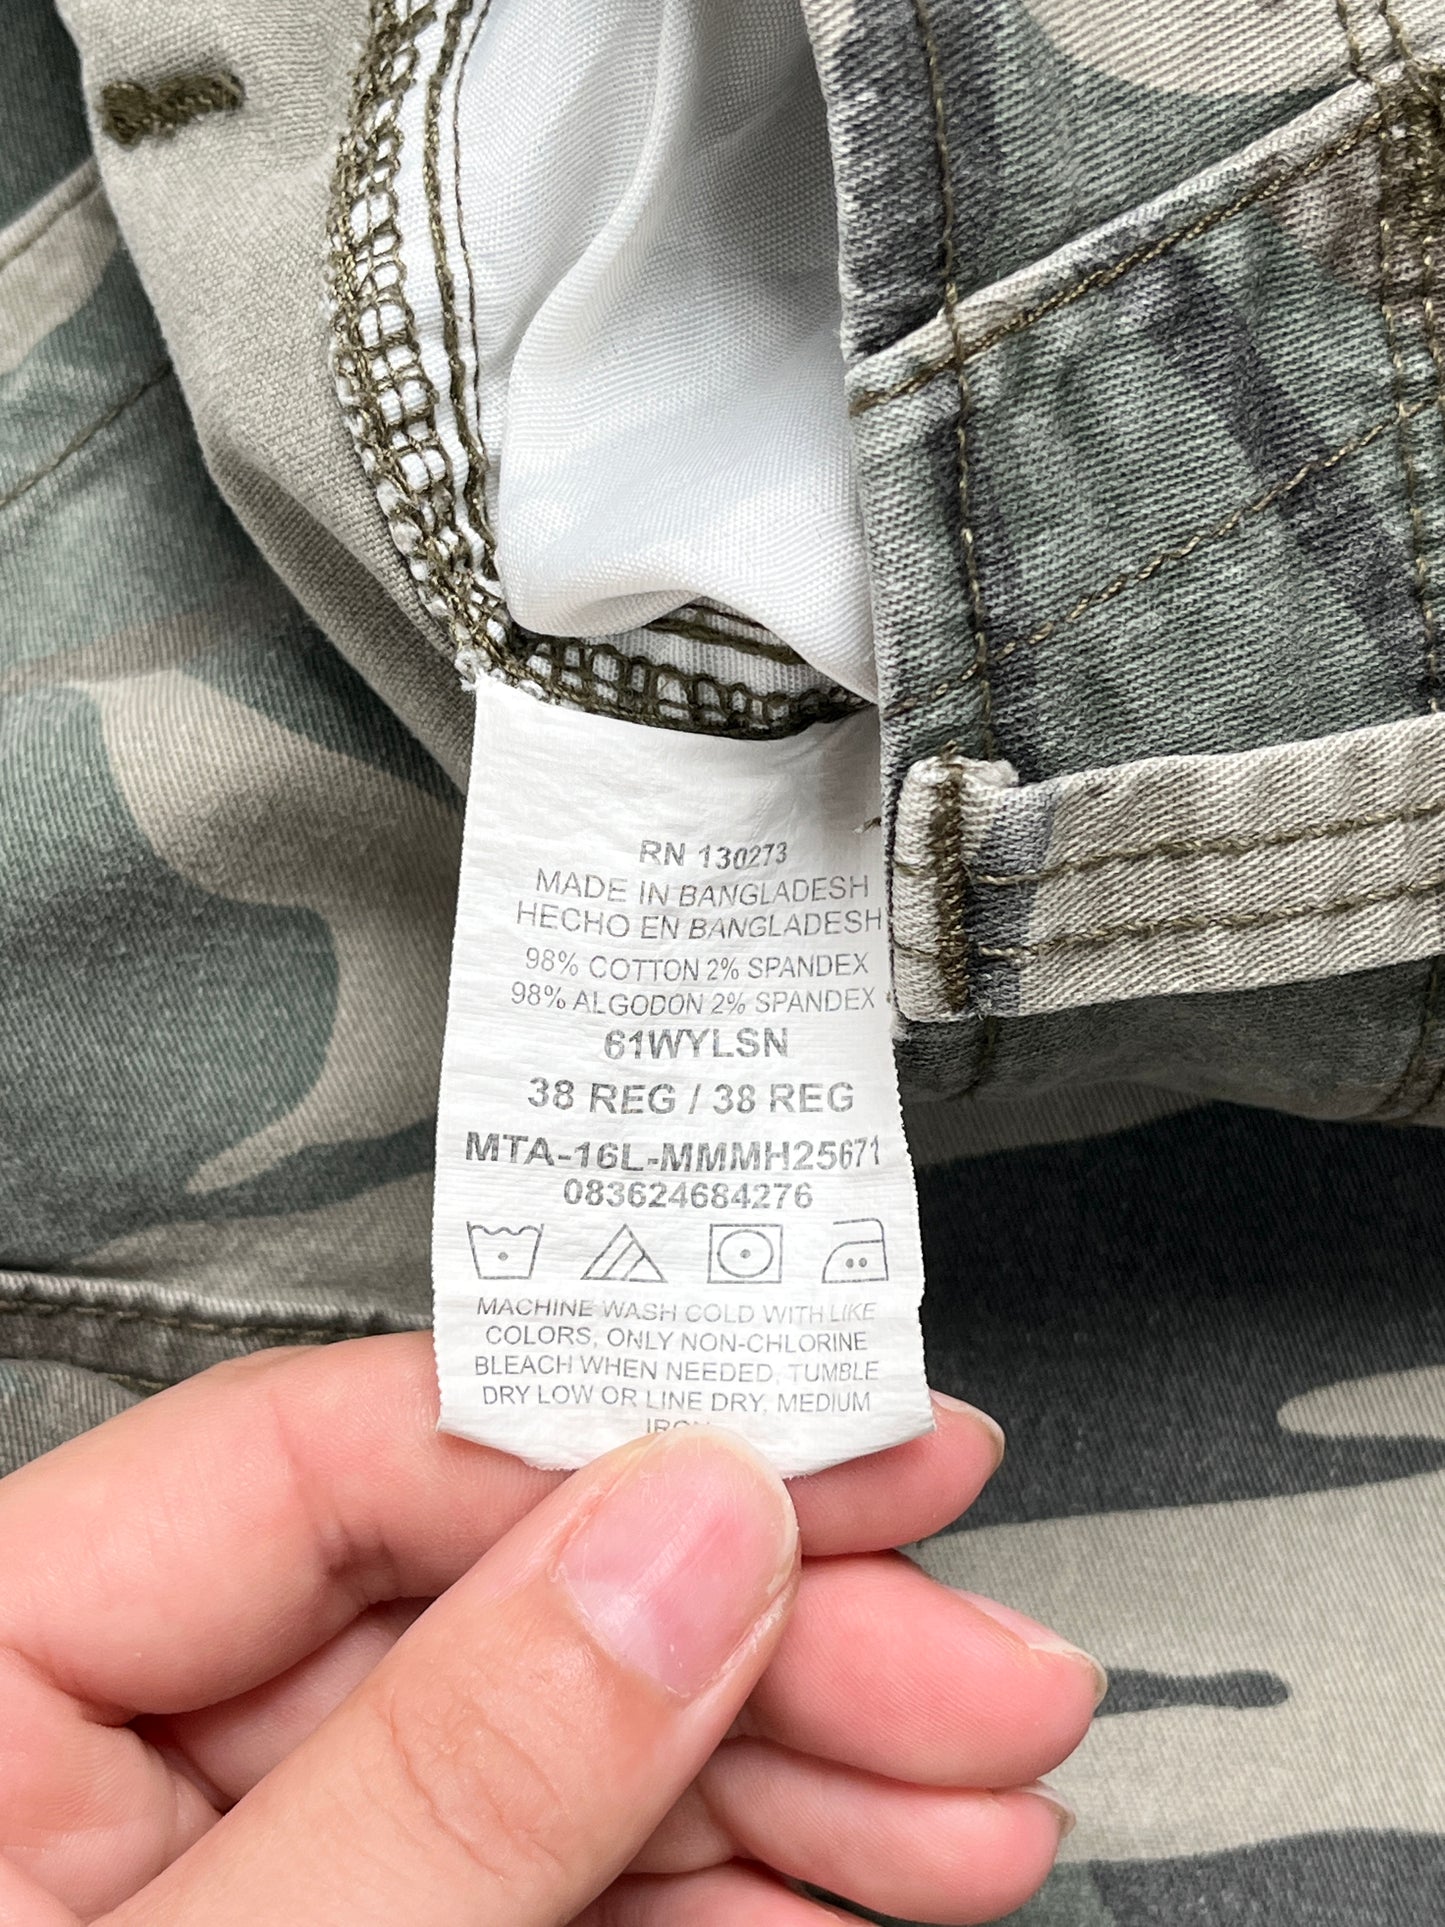 RN 130273
MADE IN BANGLADESH
HECHO EN BANGLADESH
98% COTTON 2% SPANDEX
98% ALGODON 2% SPANDEX
61WYLSN
38 REG / 38 REG
MTA-16L-MMMH25671
083624684276
MACHINE WASH COLD WITH LIKE
COLORS, ONLY NON-CHLORINE
BLEACH WHEN NEEDED, TUMBLE
DRY LOW OR LINE DRY, MEDIUM
IRON